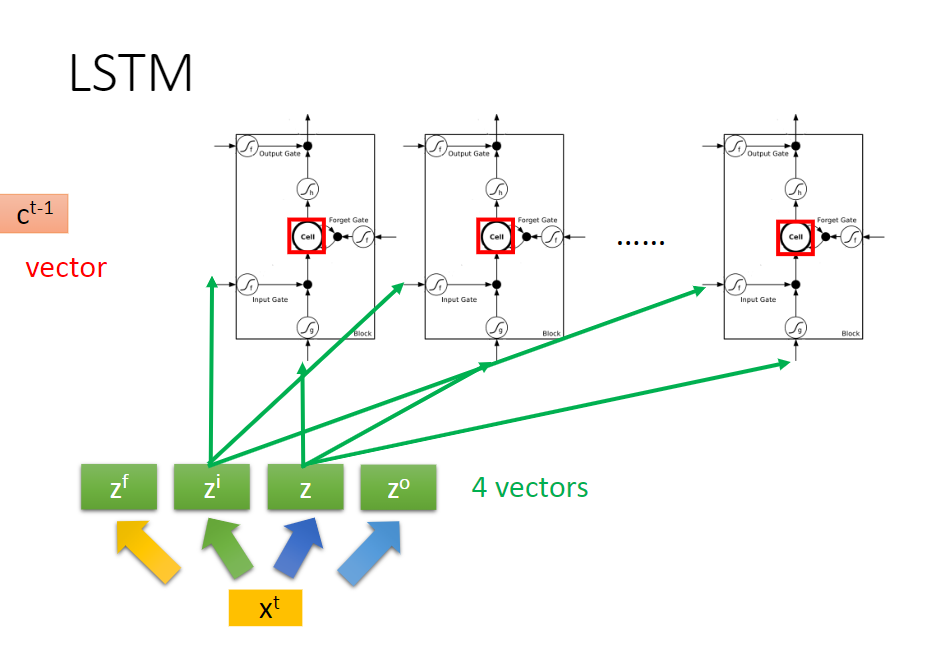 LSTM
f Output Gate
h
Forget Gate
Cell f
f
Input Gate
g Block
f Output Gate
h
Forget Gate
Cell f
f
Input Gate
g Block
......
f Output Gate
h
Forget Gate
Cell f
f
Input Gate
g Block
c^t-1
vector
z^f z^i z z^o
4 vectors
x^t